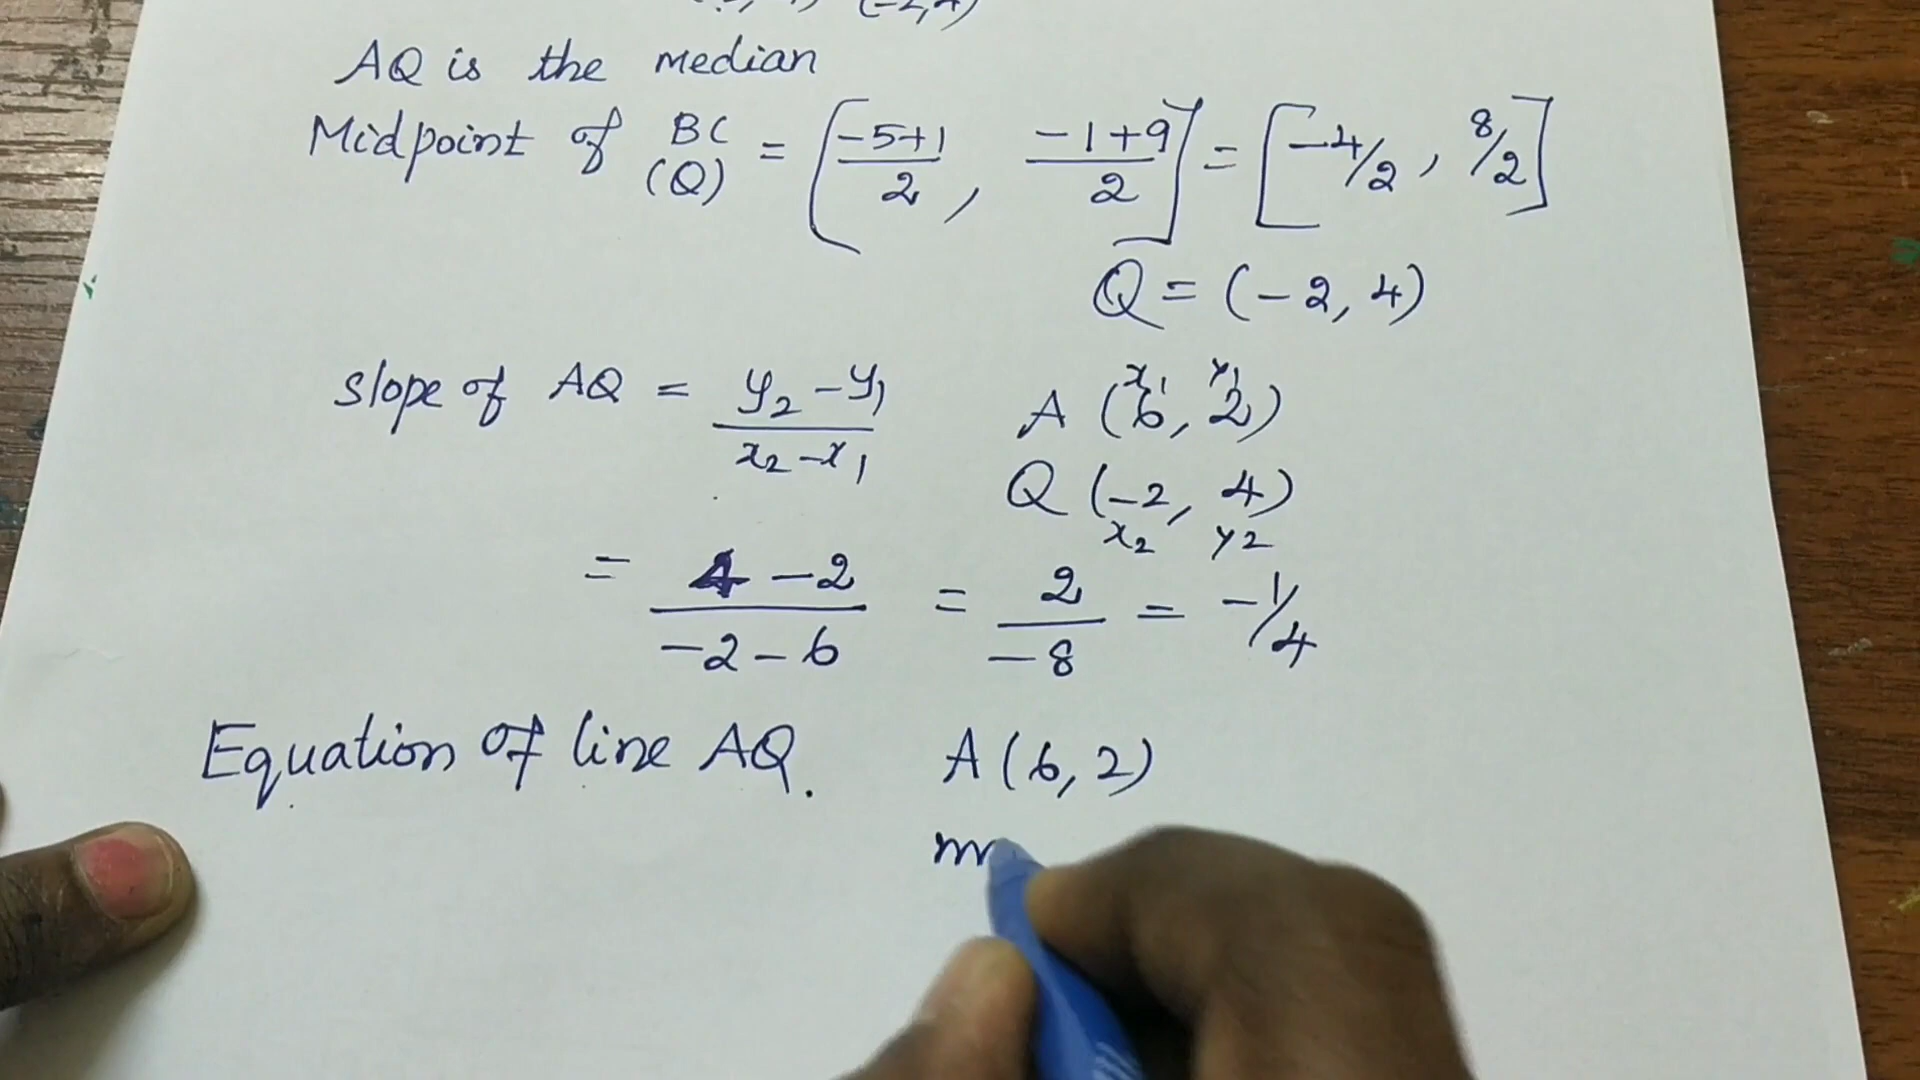 (-2,4)
AQ is the median
Midpoint of BC (Q) = [-5+1/2, -1+9/2] = [-4/2, 8/2]
Q = (-2, 4)
slope of AQ = y2-y1/x2-x1
x1 y1
A (6, 2)
Q (-2, 4)
x2 y2
= 4-2/-2-6 = 2/-8 = -1/4
Equation of line AQ. A(6,2)
m